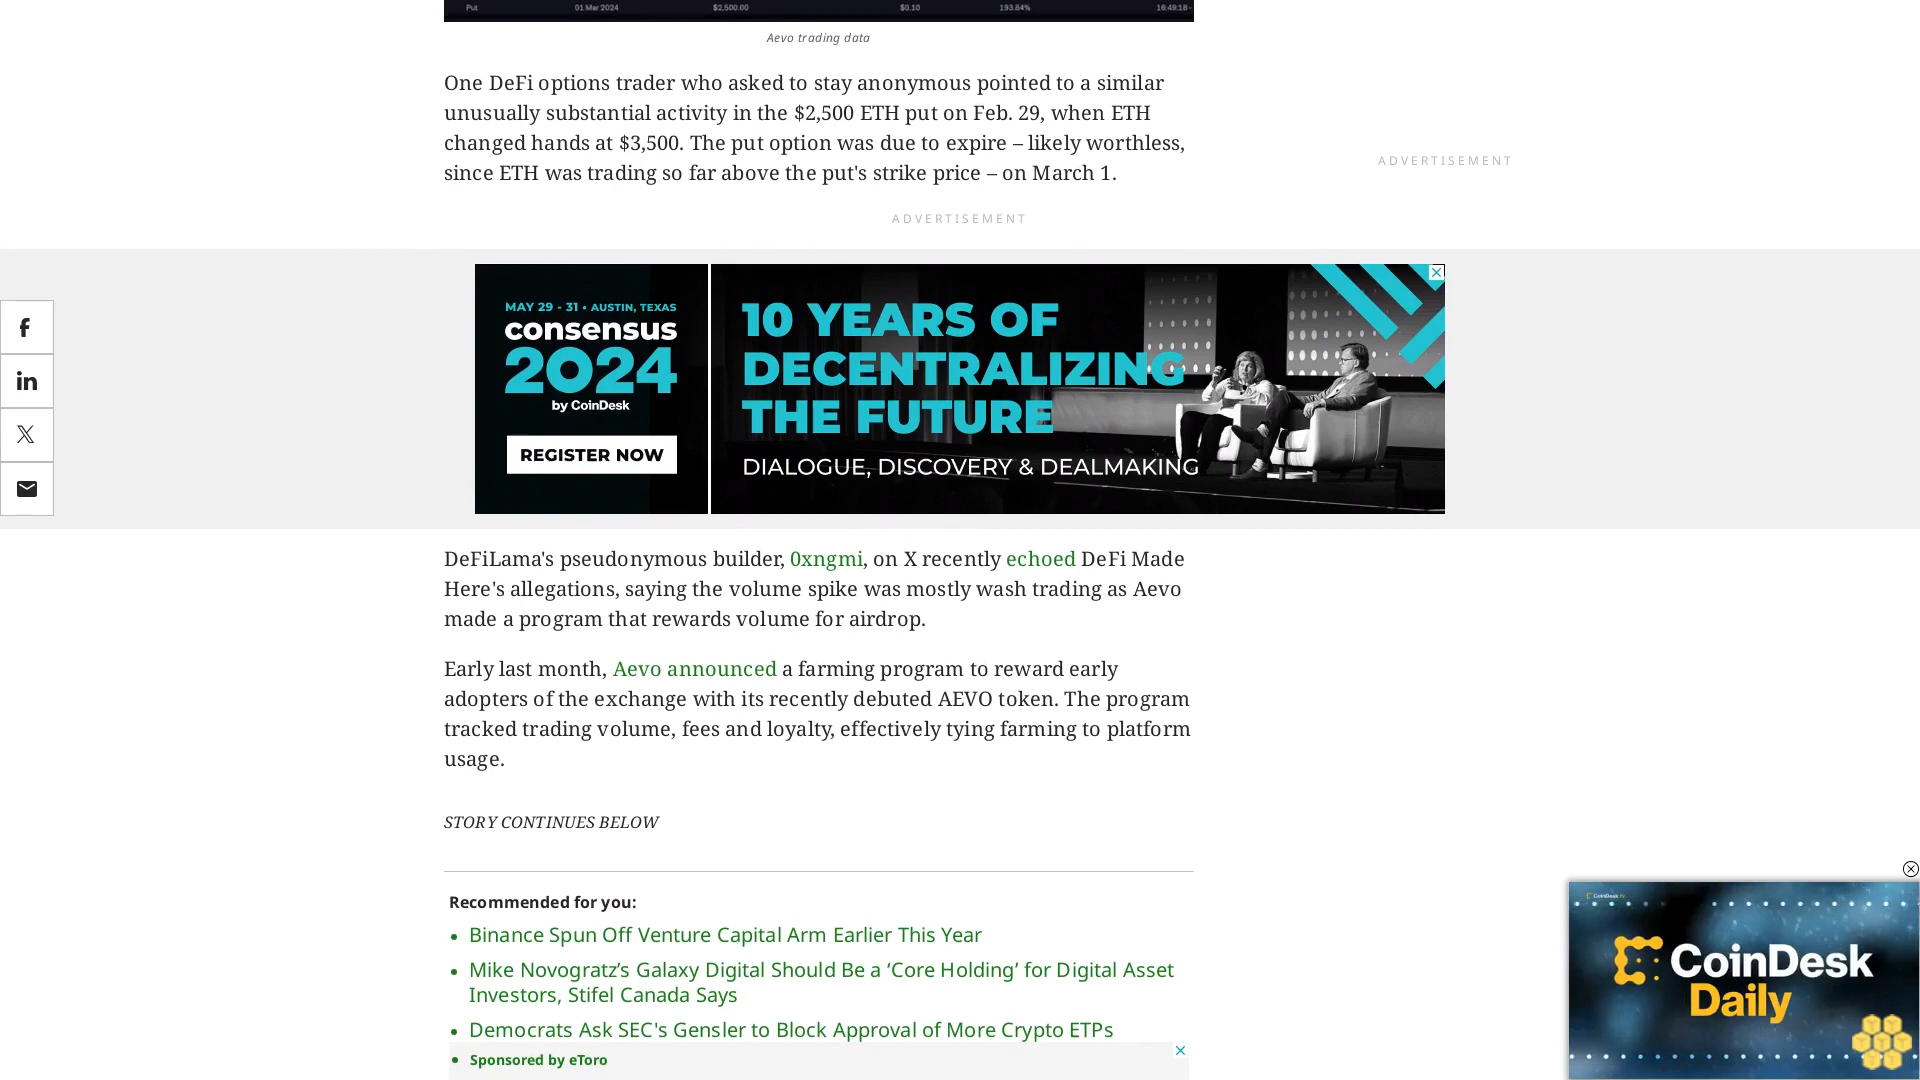 Put 01 Mar 2024 $2,500.00 $0.10 193.84% 16:49:18
Aevo trading data
One DeFi options trader who asked to stay anonymous pointed to a similar
unusually substantial activity in the $2,500 ETH put on Feb. 29, when ETH
changed hands at $3,500. The put option was due to expire – likely worthless,
since ETH was trading so far above the put's strike price – on March 1.
ADVERTISEMENT
ADVERTISEMENT
MAY 29 - 31 • AUSTIN, TEXAS
consensus
2024
by CoinDesk
REGISTER NOW
10 YEARS OF
DECENTRALIZING
THE FUTURE
DIALOGUE, DISCOVERY & DEALMAKING
DeFiLama's pseudonymous builder, 0xngmi, on X recently echoed DeFi Made
Here's allegations, saying the volume spike was mostly wash trading as Aevo
made a program that rewards volume for airdrop.
Early last month, Aevo announced a farming program to reward early
adopters of the exchange with its recently debuted AEVO token. The program
tracked trading volume, fees and loyalty, effectively tying farming to platform
usage.
STORY CONTINUES BELOW
Recommended for you:
• Binance Spun Off Venture Capital Arm Earlier This Year
• Mike Novogratz’s Galaxy Digital Should Be a ‘Core Holding’ for Digital Asset
Investors, Stifel Canada Says
• Democrats Ask SEC's Gensler to Block Approval of More Crypto ETPs
• Sponsored by eToro
CoinDesk
CoinDesk
Daily